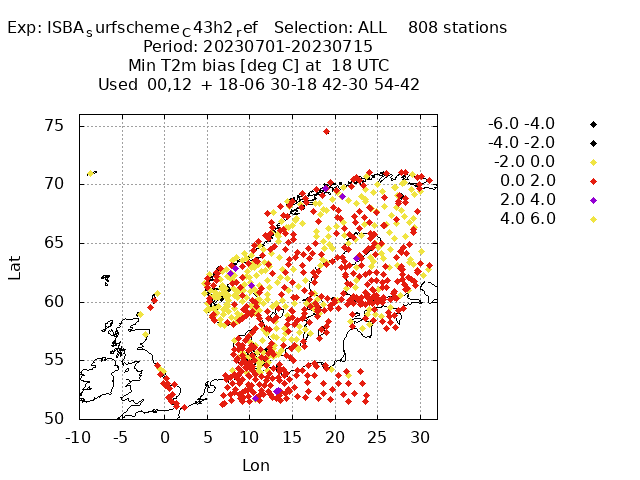 Exp: ISBAsurfschemeC43h2ref   Selection: ALL    808 stations
Period: 20230701-20230715
Min T2m bias [deg C] at  18 UTC
Used  00,12  + 18-06 30-18 42-30 54-42
-6.0 -4.0
-4.0 -2.0
-2.0 0.0
0.0 2.0
2.0 4.0
4.0 6.0
75
70
65
60
55
50
Lat
-10 -5 0 5 10 15 20 25 30
Lon